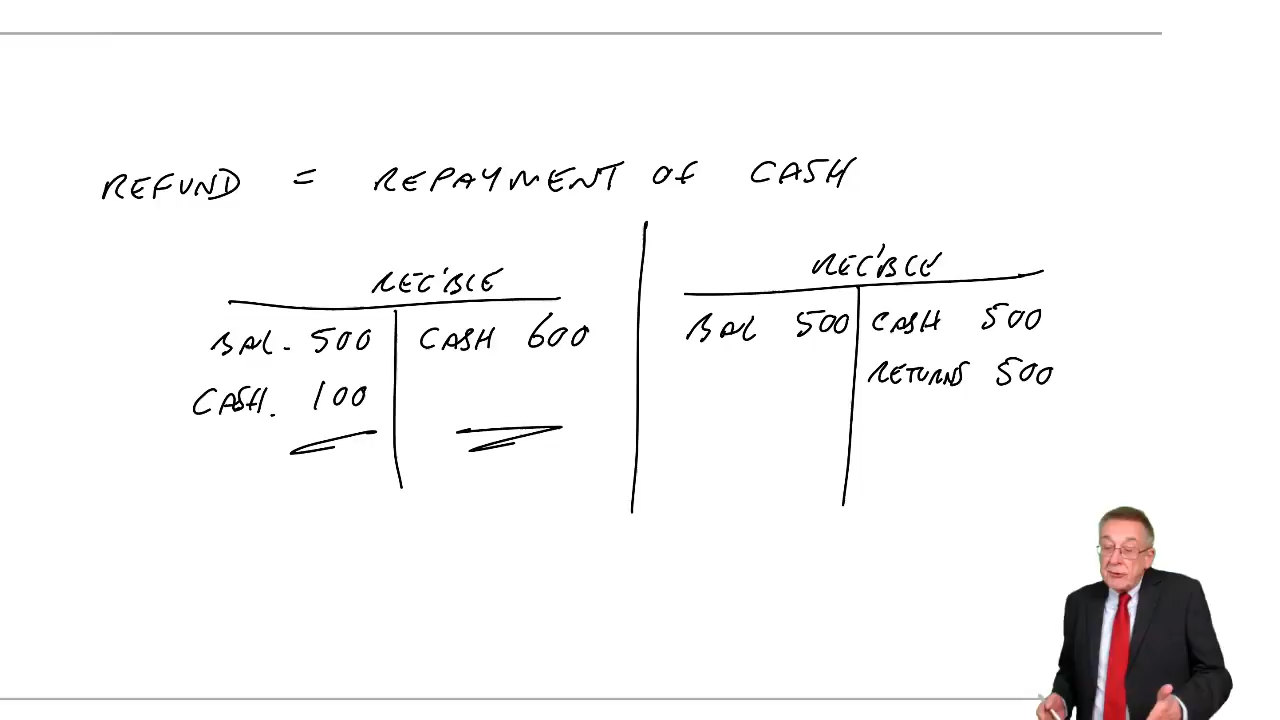 REFUND = REPAYMENT OF CASH
REC'BLE
BAL. 500 CASH 600
CASH. 100
REC'BLE
BAL 500 CASH 500
RETURNS 500